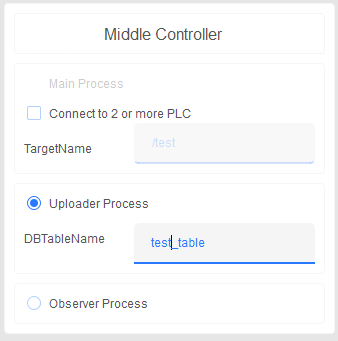 Middle Controller
Main Process
Connect to 2 or more PLC
TargetName
/test
Uploader Process
DBTableName
test_table
Observer Process